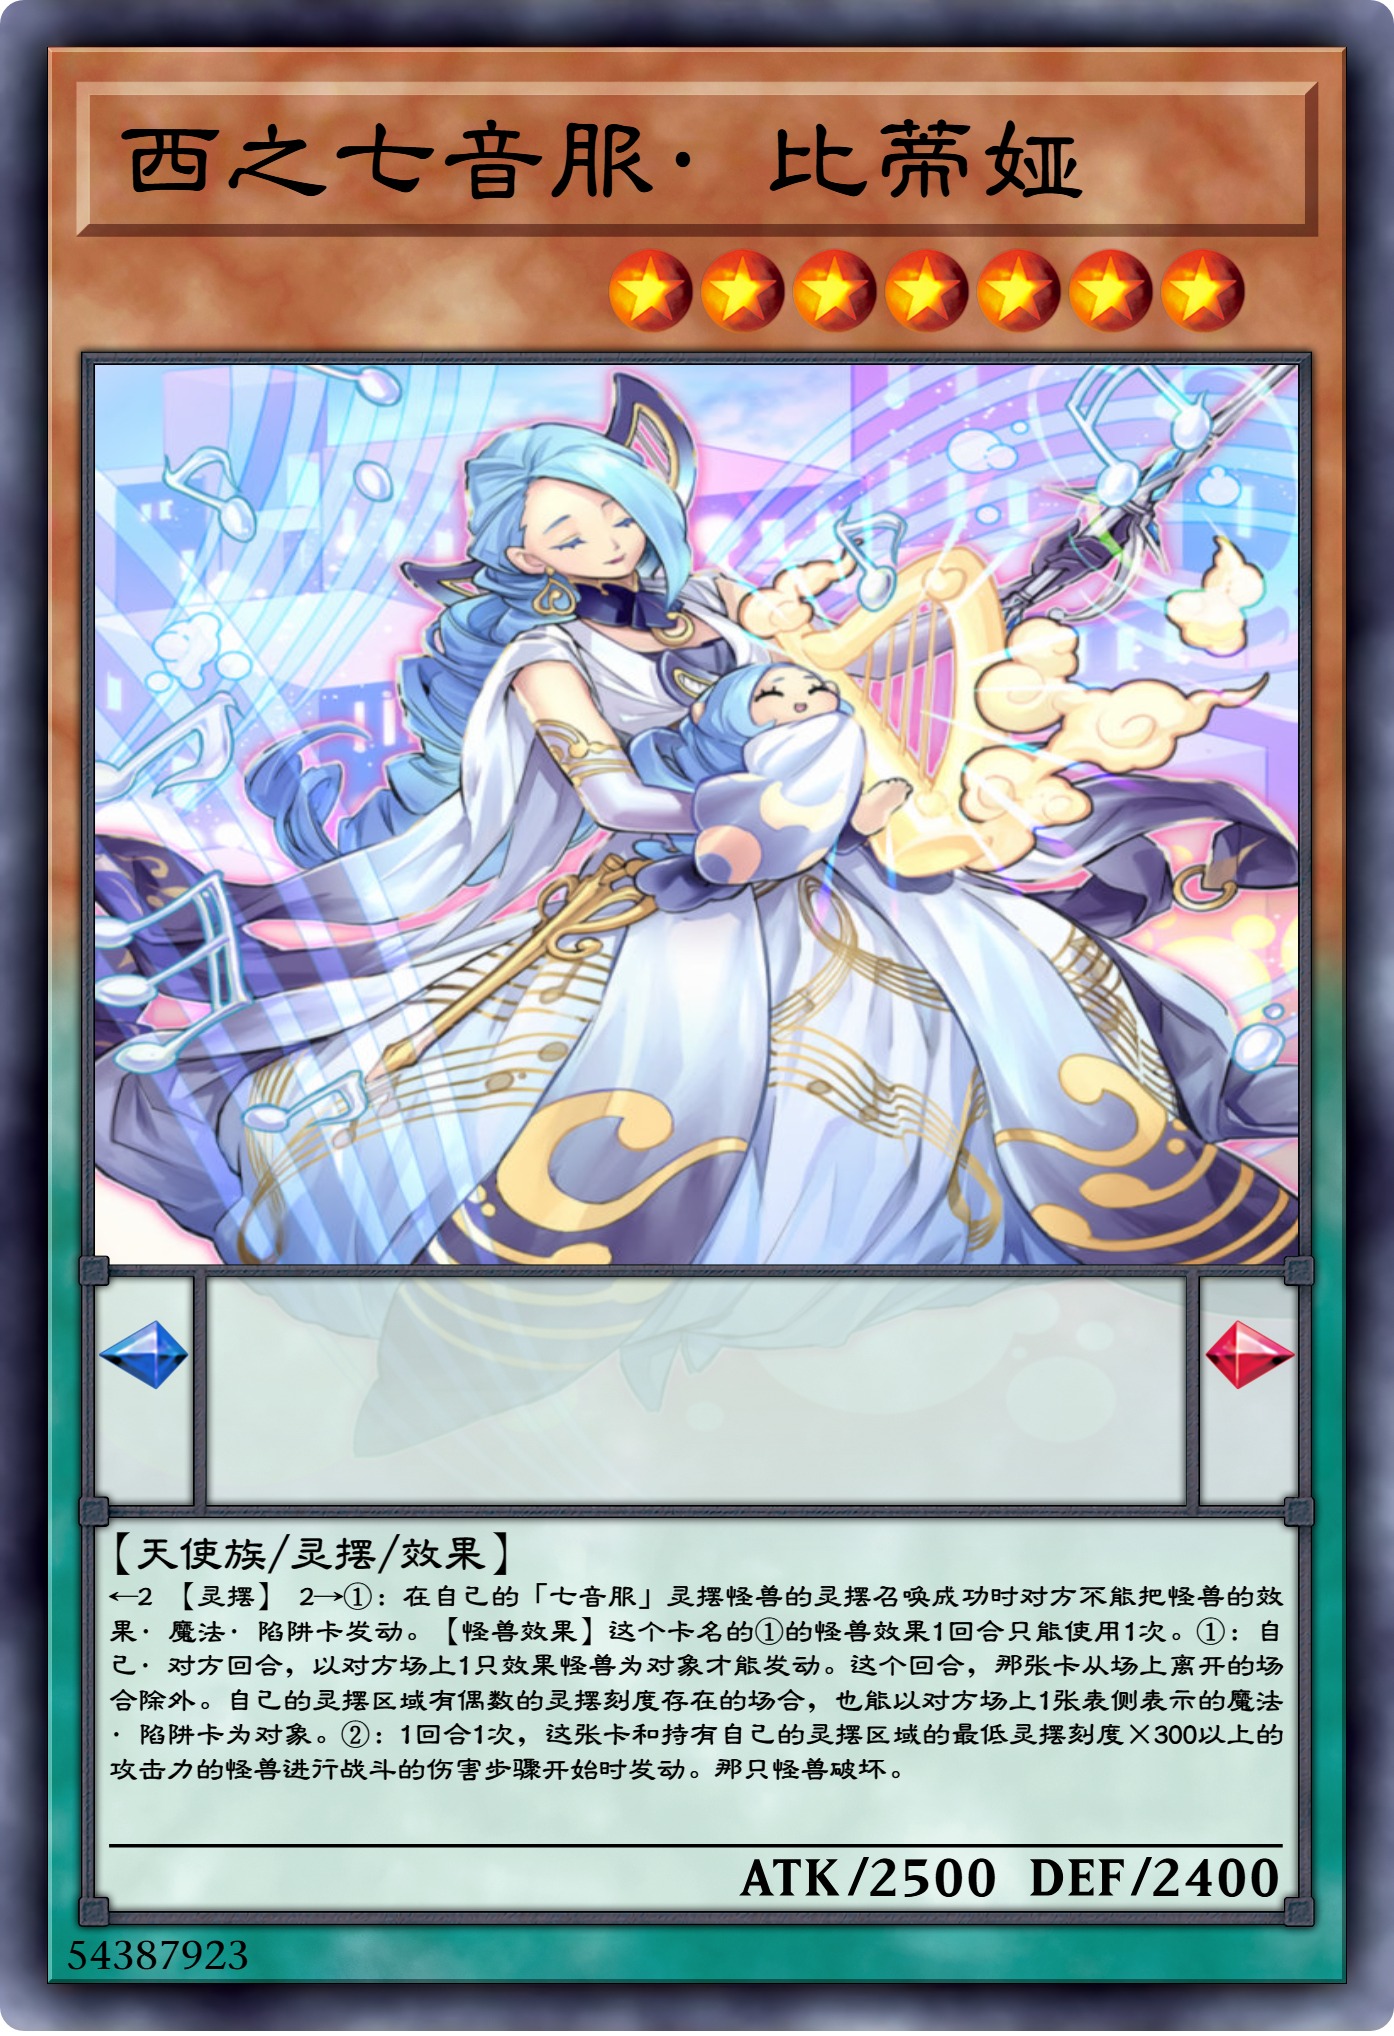 西之七音服·比蒂娅
【天使族/灵摆/效果】
←2 【灵摆】 2→①：在自己的「七音服」灵摆怪兽的灵摆召唤成功时对方不能把怪兽的效
果·魔法·陷阱卡发动。【怪兽效果】这个卡名的①的怪兽效果1回合只能使用1次。①：自
己·对方回合，以对方场上1只效果怪兽为对象才能发动。这个回合，那张卡从场上离开的场
合除外。自己的灵摆区域有偶数的灵摆刻度存在的场合，也能以对方场上1张表侧表示的魔法
·陷阱卡为对象。②：1回合1次，这张卡和持有自己的灵摆区域的最低灵摆刻度×300以上的
攻击力的怪兽进行战斗的伤害步骤开始时发动。那只怪兽破坏。
ATK/2500 DEF/2400
54387923